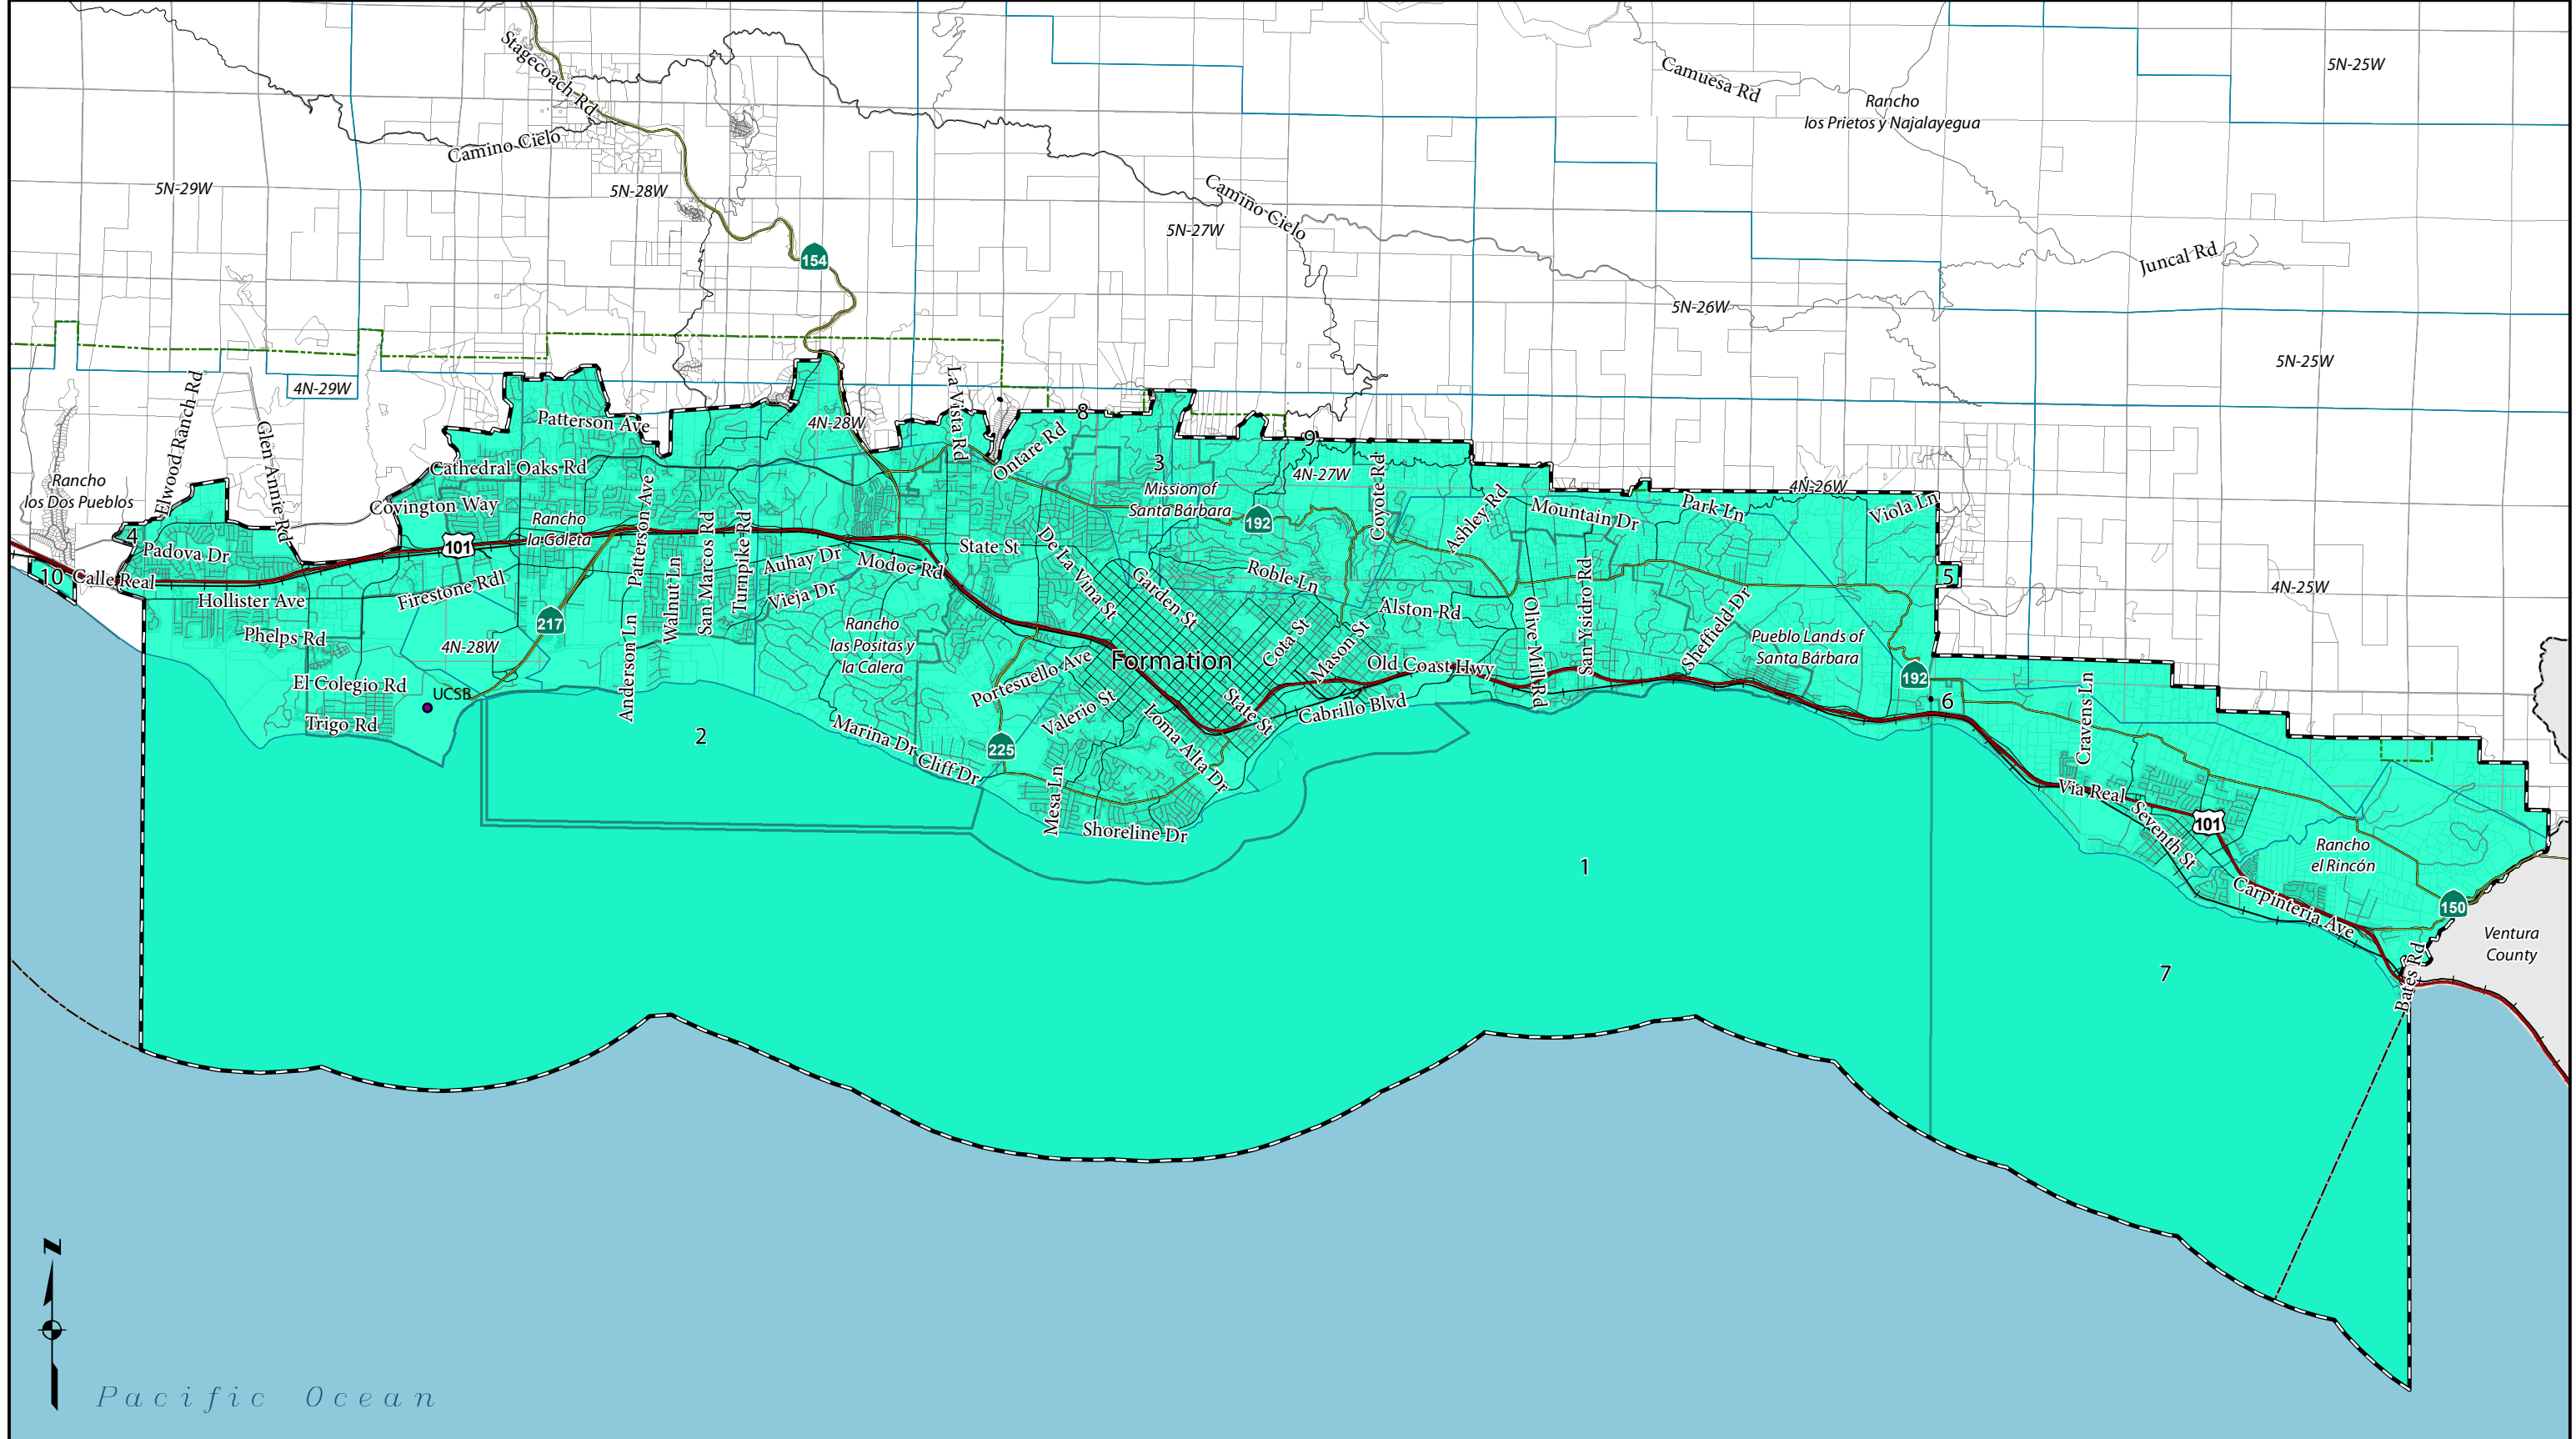 Stagecoach Rd
Camuesa Rd
5N-25W
Rancho
los Prietos y Najalayegua
Camino Cielo
5N-29W
5N-28W
Camino Cielo
5N-27W
154
Juncal Rd
5N-26W
5N-25W
4N-29W
Elwood Ranch Rd
Glen Annie Rd
Patterson Ave
4N-28W
La Vista Rd
8
Ontare Rd
9
Rancho
los Dos Pueblos
Cathedral Oaks Rd
3
4N-27W
Coyote Rd
4N-26W
Covington Way
Rancho
la Goleta
Patterson Ave
Mission of
Santa Bárbara
192
Ashley Rd
Mountain Dr
Park Ln
Viola Ln
4
Padova Dr
101
San Marcos Rd
Turnpike Rd
State St
De La Vina St
10
Calle Real
Firestone Rdl
Walnut Ln
Auhay Dr
Modoc Rd
Garden St
Roble Ln
5
Hollister Ave
Vieja Dr
Alston Rd
4N-25W
Phelps Rd
217
4N-28W
Anderson Ln
Rancho
las Positas y
la Calera
Cota St
Mason St
Olive Mill Rd
San Ysidro Rd
Sheffield Dr
Pueblo Lands of
Santa Bárbara
Formation
Old Coast Hwy
El Colegio Rd
UCSB
Portesuello Ave
192
6
Cravens Ln
Trigo Rd
2
Marina Dr
Cliff Dr
225
Valerio St
Loma Alta Dr
State St
Cabrillo Blvd
Mesa Ln
Shoreline Dr
Via Real
Seventh St
101
1
Rancho
el Rincón
Carpinteria Ave
150
Ventura
County
7
Bates Rd
N
Pacific Ocean